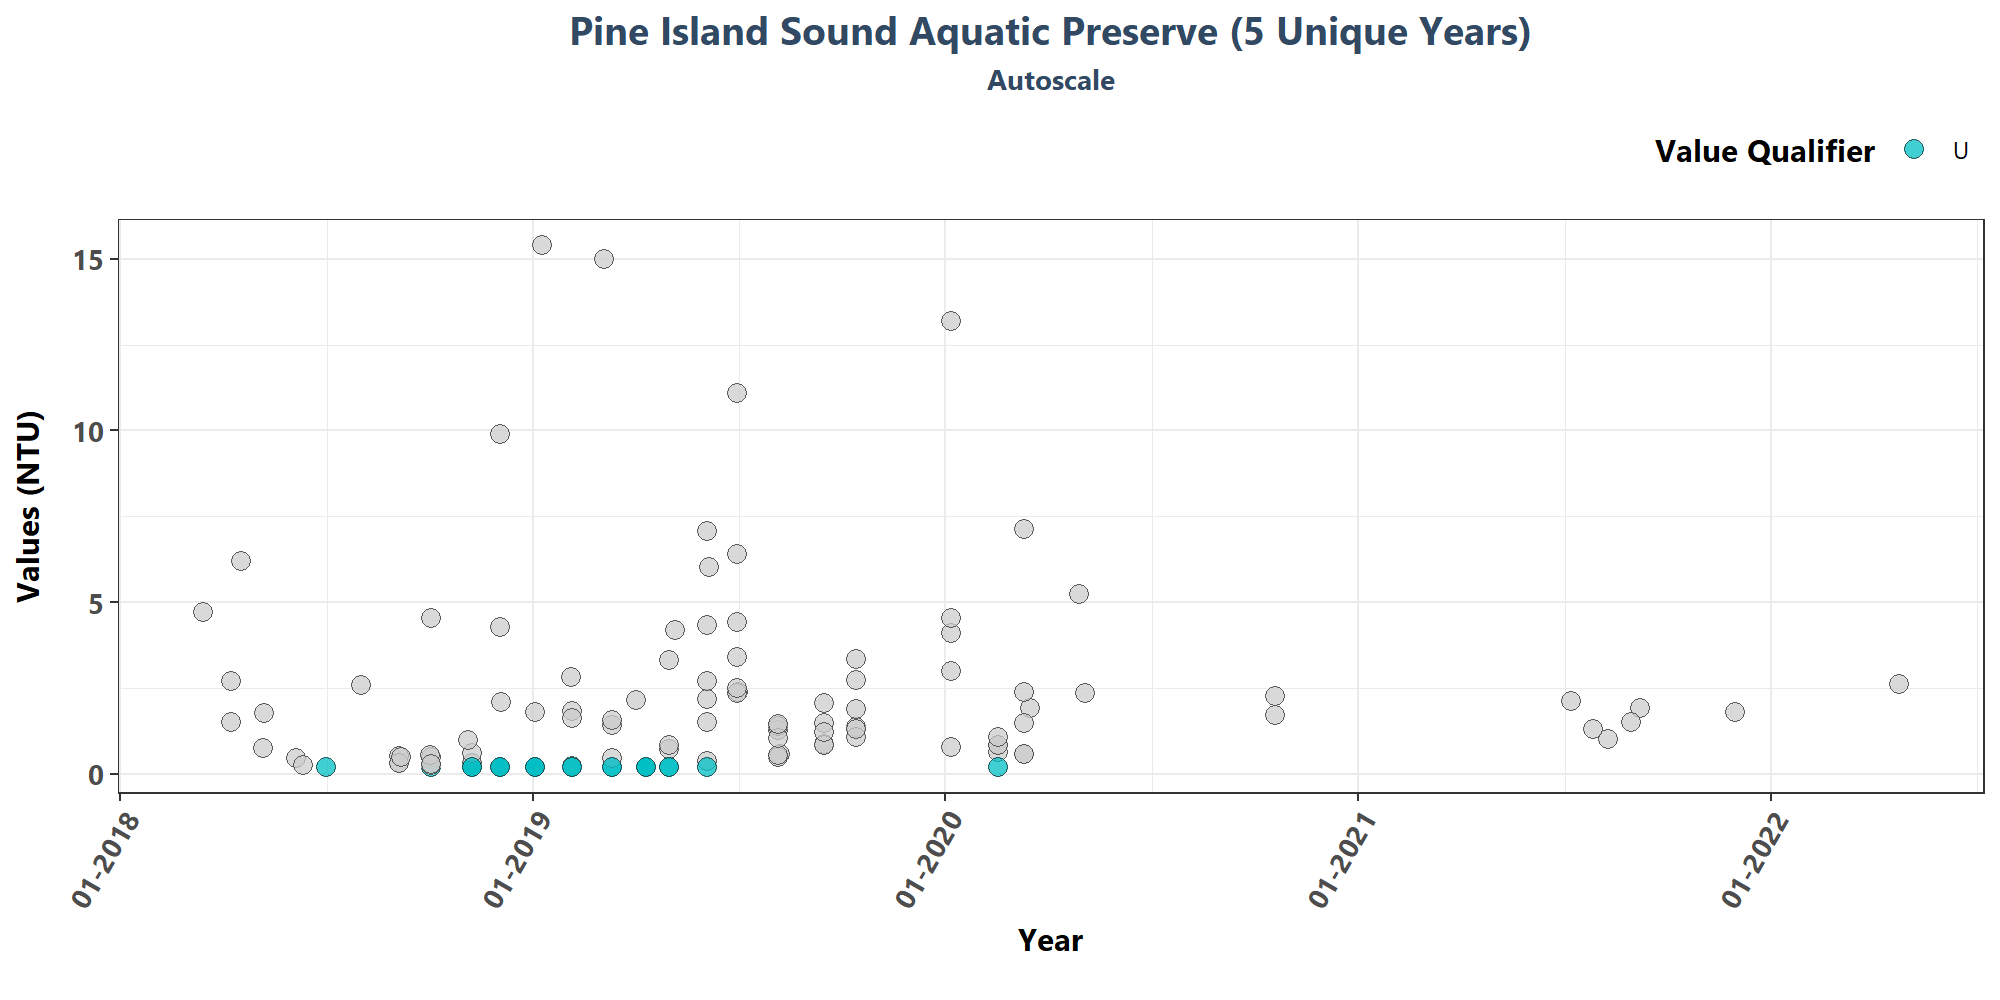 Pine Island Sound Aquatic Preserve (5 Unique Years)
Autoscale
Value Qualifier U
Values (NTU)
15
10
5
0
01-2018
01-2019
01-2020
01-2021
01-2022
Year